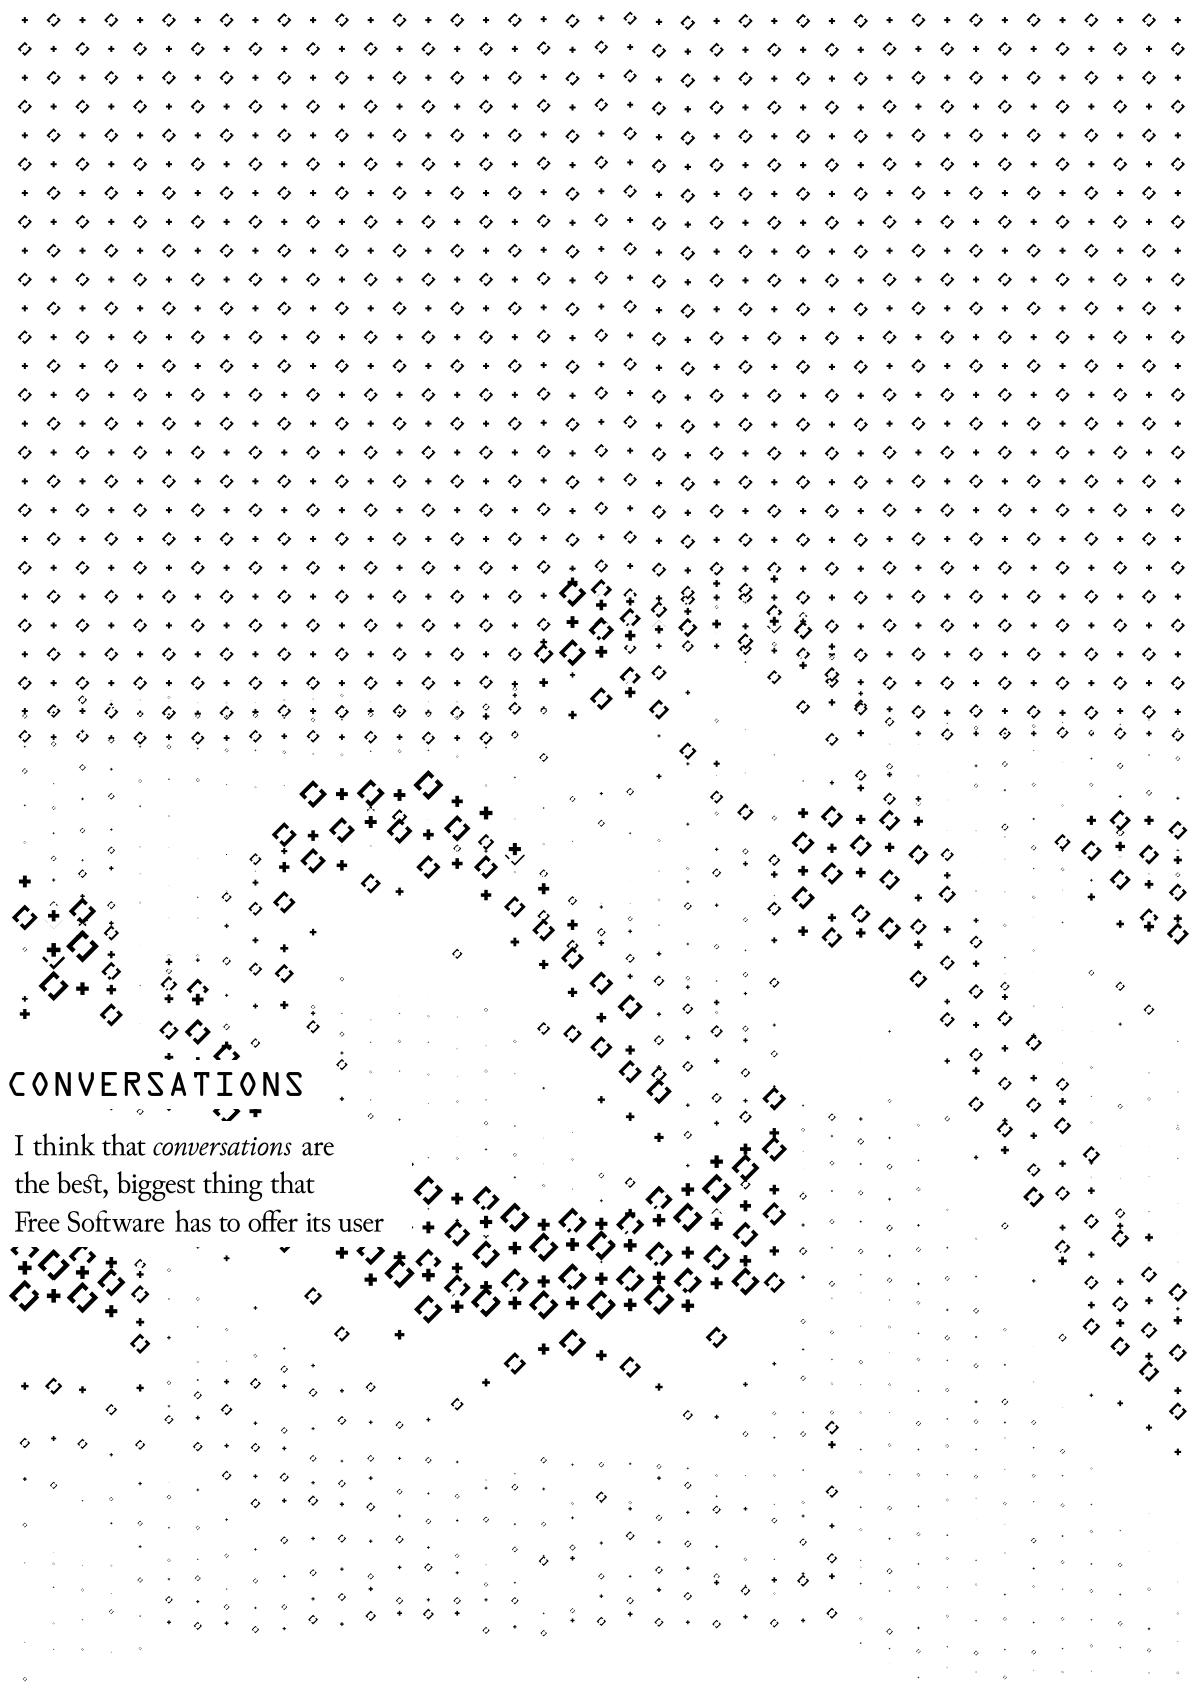 CONVERSATIONS
I think that conversations are
the best, biggest thing that
Free Software has to offer its user